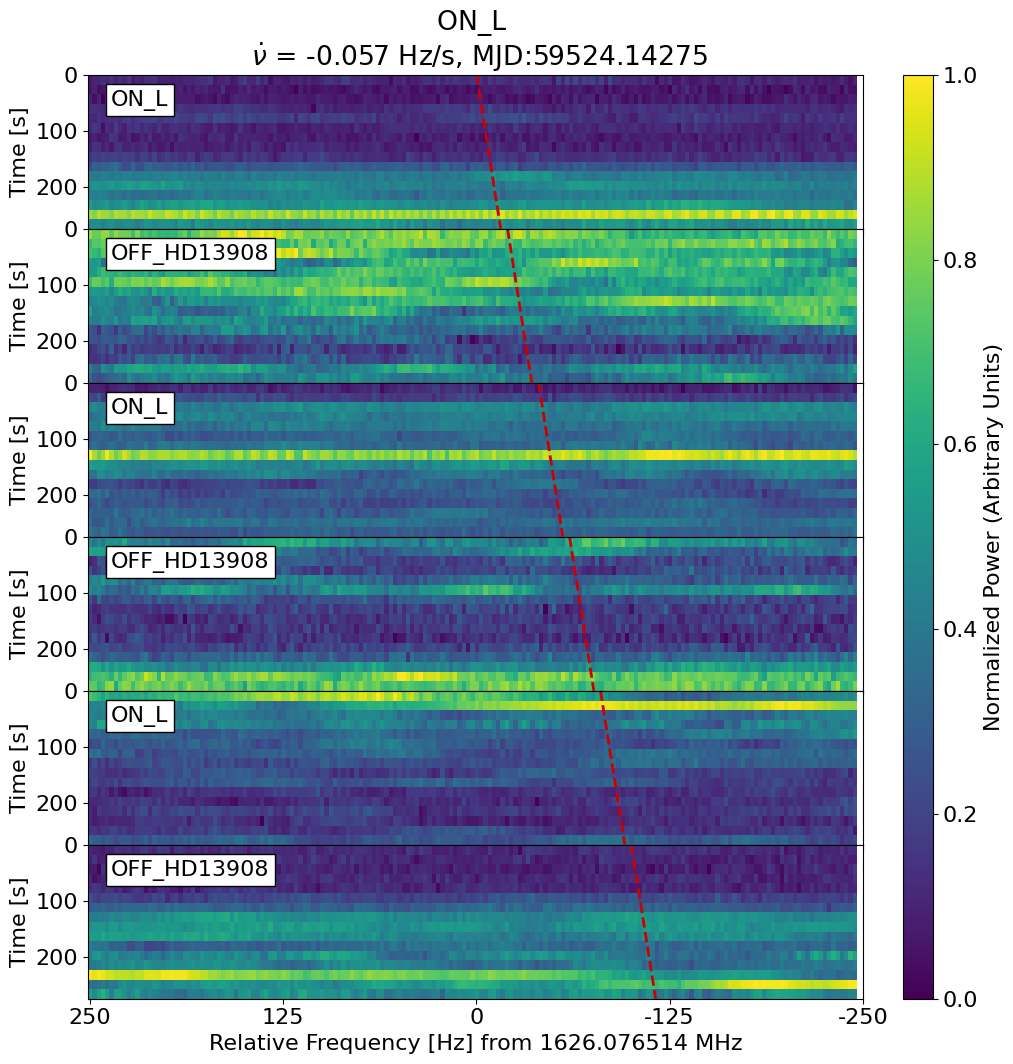 ON_L
ν̇ = -0.057 Hz/s, MJD:59524.14275
0
100
200
Time [s]
ON_L
0
100
200
Time [s]
OFF_HD13908
0
100
200
Time [s]
ON_L
0
100
200
Time [s]
OFF_HD13908
0
100
200
Time [s]
ON_L
0
100
200
Time [s]
OFF_HD13908
250 125 0 -125 -250
Relative Frequency [Hz] from 1626.076514 MHz
1.0
0.8
0.6
0.4
0.2
0.0
Normalized Power (Arbitrary Units)